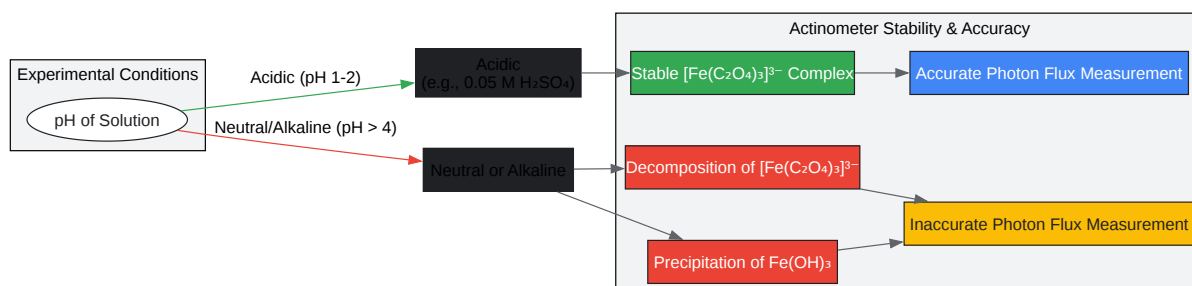 Actinometer Stability & Accuracy
Experimental Conditions
pH of Solution
Acidic (pH 1-2)
Neutral/Alkaline (pH > 4)
Acidic
(e.g., 0.05 M H₂SO₄)
Neutral or Alkaline
Stable [Fe(C₂O₄)₃]³⁻ Complex
Accurate Photon Flux Measurement
Decomposition of [Fe(C₂O₄)₃]³⁻
Precipitation of Fe(OH)₃
Inaccurate Photon Flux Measurement